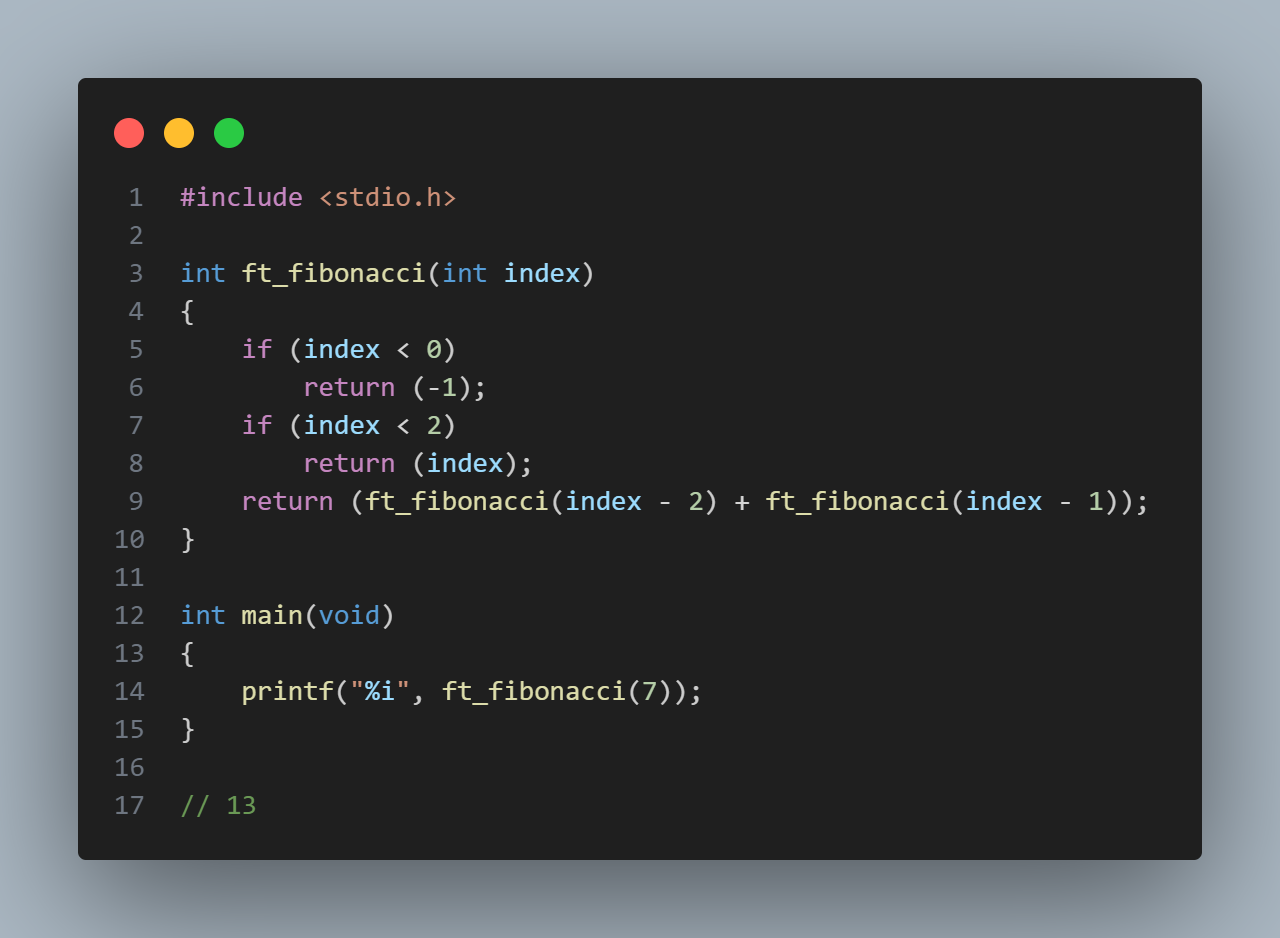 1 #include <stdio.h>
2
3 int ft_fibonacci(int index)
4 {
5     if (index < 0)
6         return (-1);
7     if (index < 2)
8         return (index);
9     return (ft_fibonacci(index - 2) + ft_fibonacci(index - 1));
10 }
11
12 int main(void)
13 {
14     printf("%i", ft_fibonacci(7));
15 }
16
17 // 13